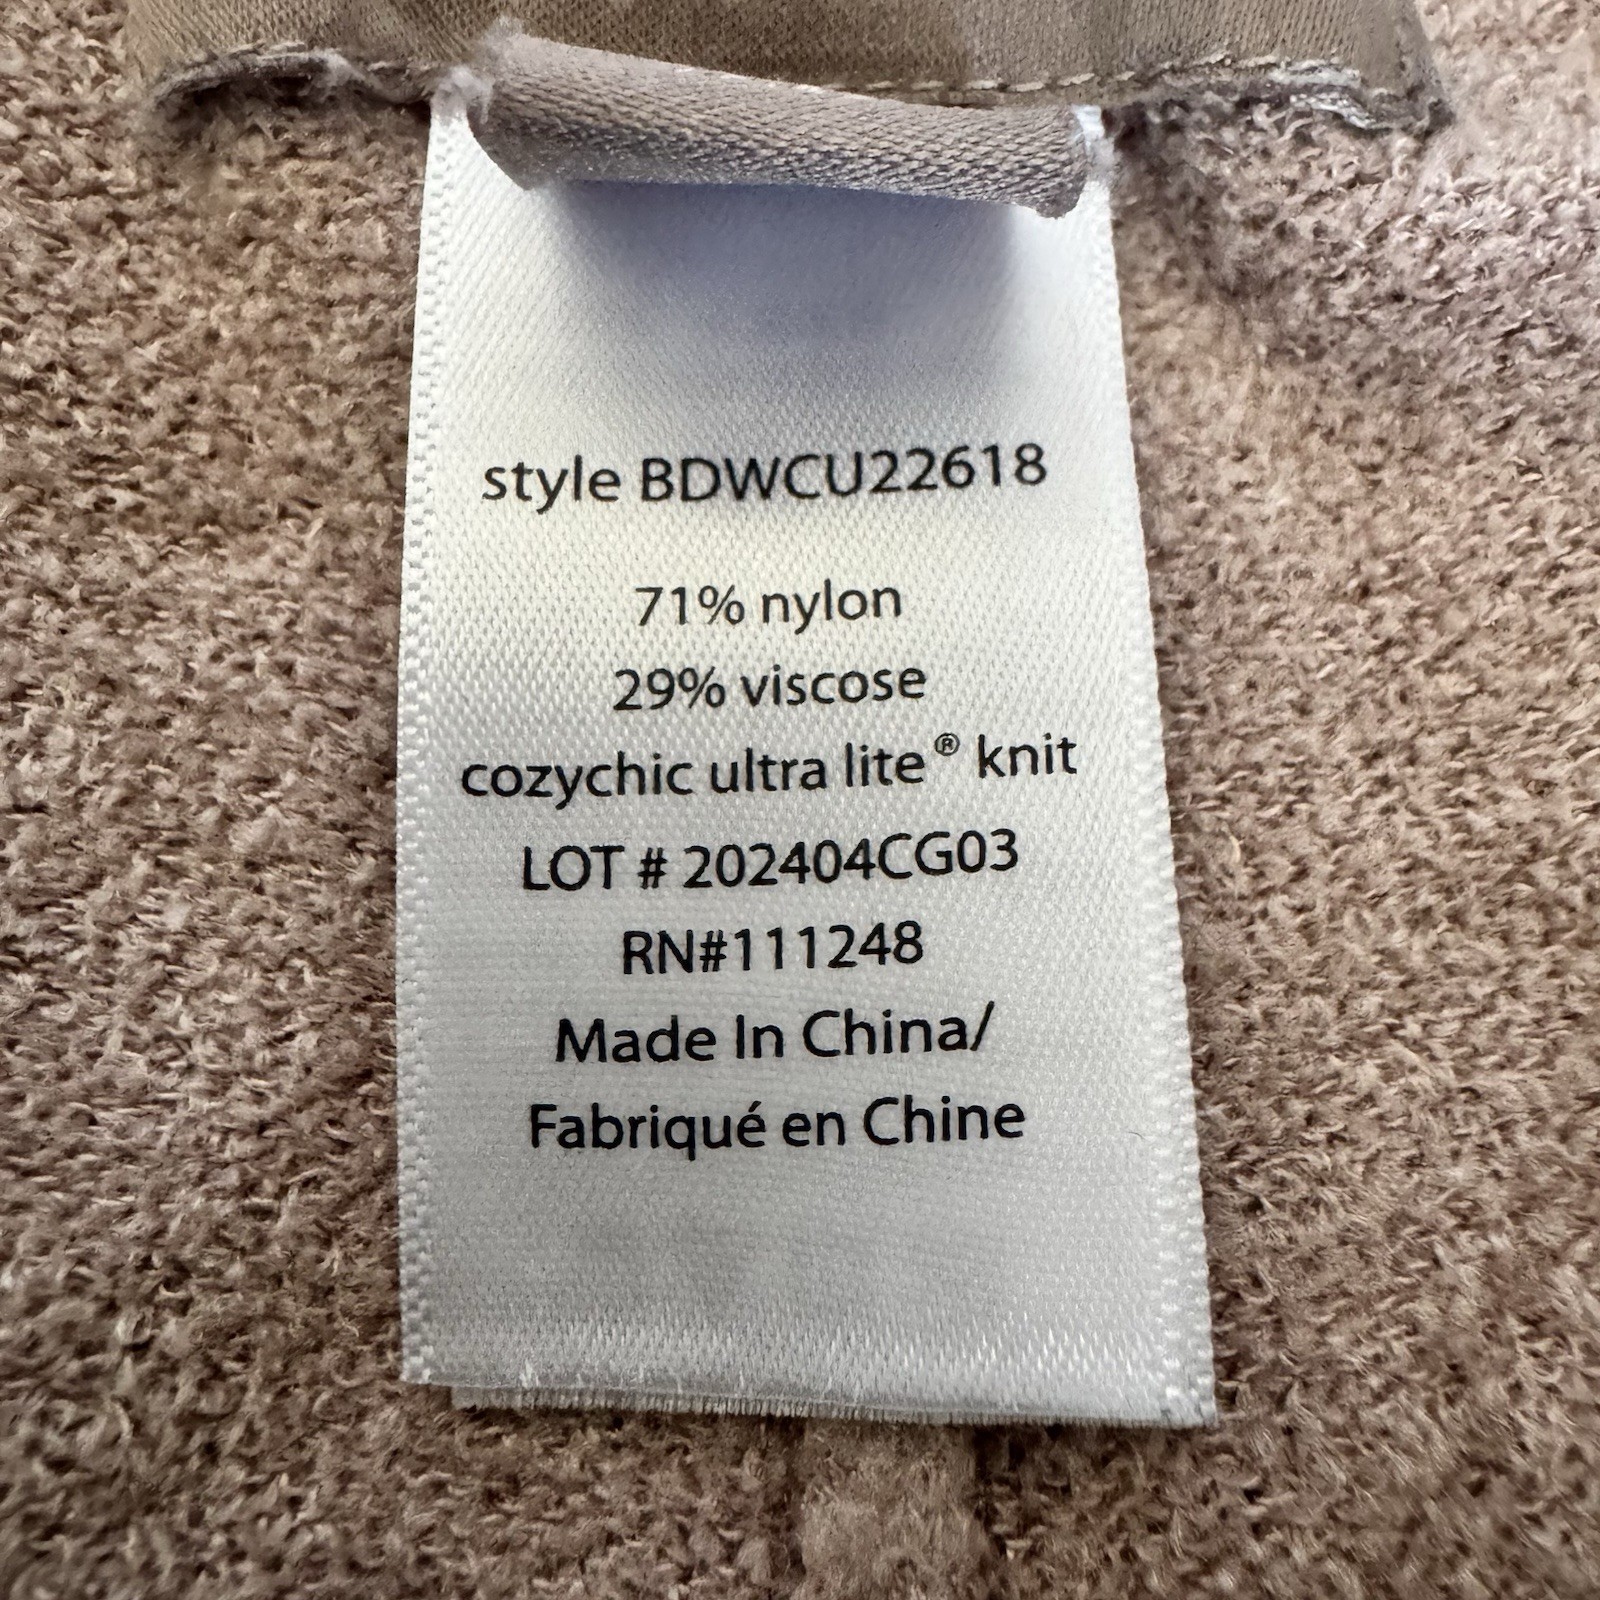 style BDWCU22618
71% nylon
29% viscose
cozychic ultra lite® knit
LOT # 202404CG03
RN#111248
Made In China/
Fabriqué en Chine